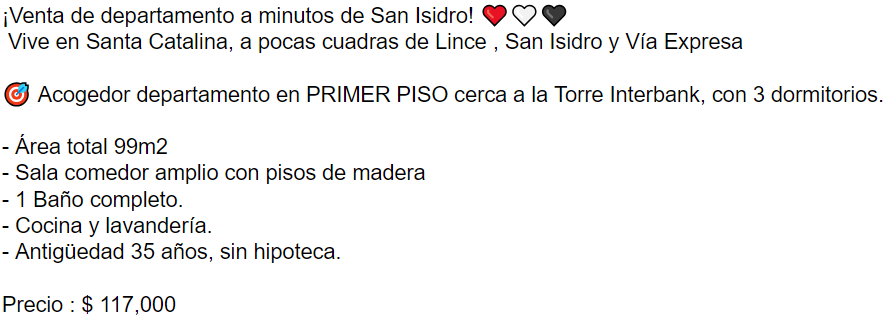 ¡Venta de departamento a minutos de San Isidro! ❤️🤍🖤
Vive en Santa Catalina, a pocas cuadras de Lince , San Isidro y Vía Expresa
🎯 Acogedor departamento en PRIMER PISO cerca a la Torre Interbank, con 3 dormitorios.
- Área total 99m2
- Sala comedor amplio con pisos de madera
- 1 Baño completo.
- Cocina y lavandería.
- Antigüedad 35 años, sin hipoteca.
Precio : $ 117,000